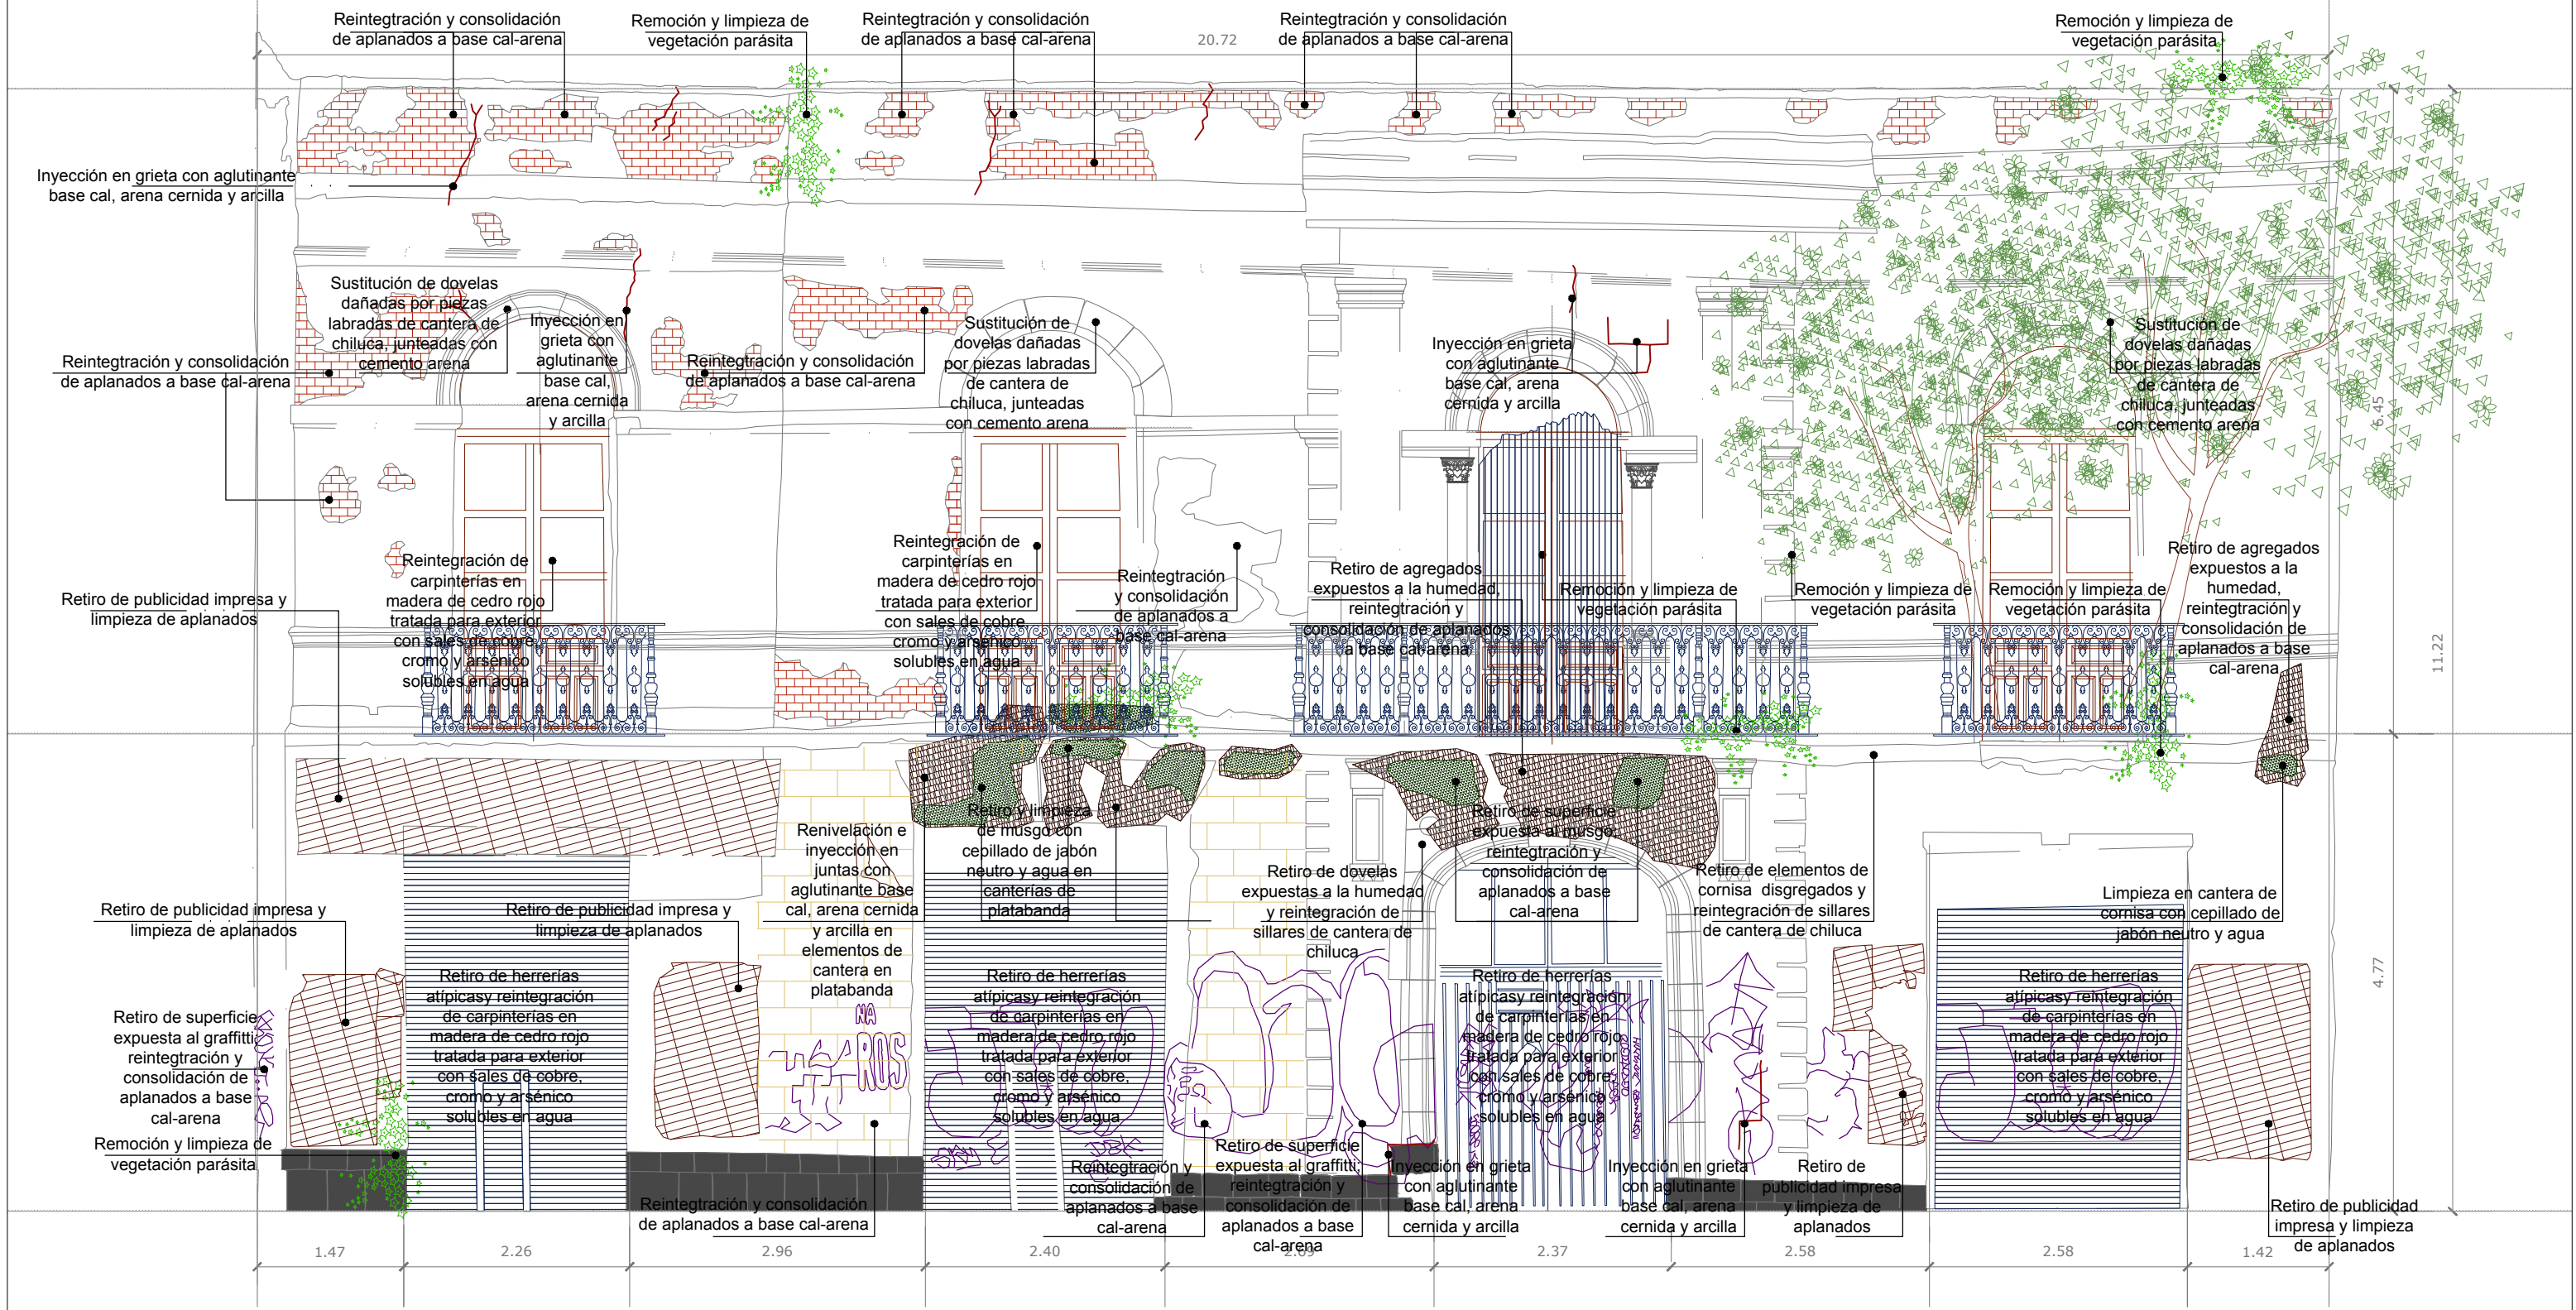 Reintegtración y consolidación
de aplanados a base cal-arena
Remoción y limpieza de
vegetación parásita
Reintegtración y consolidación
de aplanados a base cal-arena
Reintegtración y consolidación
de aplanados a base cal-arena
Remoción y limpieza de
vegetación parásita
20.72
Inyección en grieta con aglutinante
base cal, arena cernida y arcilla
Sustitución de dovelas
dañadas por piezas
labradas de cantera de
chiluca, junteadas con
cemento arena
Inyección en
grieta con
aglutinante
base cal,
arena cernida
y arcilla
Reintegtración y consolidación
de aplanados a base cal-arena
Reintegtración y consolidación
de aplanados a base cal-arena
Sustitución de
dovelas dañadas
por piezas labradas
de cantera de
chiluca, junteadas
con cemento arena
Inyección en grieta
con aglutinante
base cal, arena
cernida y arcilla
Sustitución de
dovelas dañadas
por piezas labradas
de cantera de
chiluca, junteadas
con cemento arena
6.45
Retiro de publicidad impresa y
limpieza de aplanados
Reintegración de
carpinterías en
madera de cedro rojo
tratada para exterior
con sales de cobre,
cromo y arsénico
solubles en agua
Reintegración de
carpinterías en
madera de cedro rojo
tratada para exterior
con sales de cobre,
cromo y arsénico
solubles en agua
Reintegtración
y consolidación
de aplanados a
base cal-arena
Retiro de agregados
expuestos a la humedad,
reintegtración y
consolidación de aplanados
a base cal-arena
Remoción y limpieza de
vegetación parásita
Remoción y limpieza de
vegetación parásita
Remoción y limpieza de
vegetación parásita
Retiro de agregados
expuestos a la
humedad,
reintegtración y
consolidación de
aplanados a base
cal-arena
11.22
Renivelación e
inyección en
juntas con
aglutinante base
cal, arena cernida
y arcilla en
elementos de
cantera en
platabanda
Retiro y limpieza
de musgo con
cepillado de jabón
neutro y agua en
canterías de
platabanda
Retiro de dovelas
expuestas a la humedad
y reintegración de
sillares de cantera de
chiluca
Retiro de superficie
expuesta al musgo;
reintegtración y
consolidación de
aplanados a base
cal-arena
Retiro de elementos de
cornisa  disgregados y
reintegración de sillares
de cantera de chiluca
Limpieza en cantera de
cornisa con cepillado de
jabón neutro y agua
Retiro de publicidad impresa y
limpieza de aplanados
Retiro de publicidad impresa y
limpieza de aplanados
4.77
Retiro de superficie
expuesta al graffitti;
reintegtración y
consolidación de
aplanados a base
cal-arena
Retiro de herrerías
atípicasy reintegración
de carpinterías en
madera de cedro rojo
tratada para exterior
con sales de cobre,
cromo y arsénico
solubles en agua
NA
ROS
Retiro de herrerías
atípicasy reintegración
de carpinterías en
madera de cedro rojo
tratada para exterior
con sales de cobre,
cromo y arsénico
solubles en agua
Retiro de herrerías
atípicasy reintegración
de carpinterías en
madera de cedro rojo
tratada para exterior
con sales de cobre,
cromo y arsénico
solubles en agua
Retiro de herrerías
atípicasy reintegración
de carpinterías en
madera de cedro rojo
tratada para exterior
con sales de cobre,
cromo y arsénico
solubles en agua
Remoción y limpieza de
vegetación parásita
Reintegtración y consolidación
de aplanados a base cal-arena
Reintegtración y
consolidación de
aplanados a base
cal-arena
Retiro de superficie
expuesta al graffitti;
reintegtración y
consolidación de
aplanados a base
cal-arena
Inyección en grieta
con aglutinante
base cal, arena
cernida y arcilla
Inyección en grieta
con aglutinante
base cal, arena
cernida y arcilla
Retiro de
publicidad impresa
y limpieza de
aplanados
Retiro de publicidad
impresa y limpieza
de aplanados
1.47
2.26
2.96
2.40
2.69
2.37
2.58
2.58
1.42